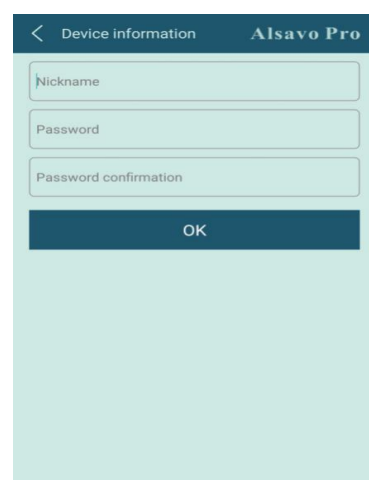 Device information Alsavo Pro
Nickname
Password
Password confirmation
OK